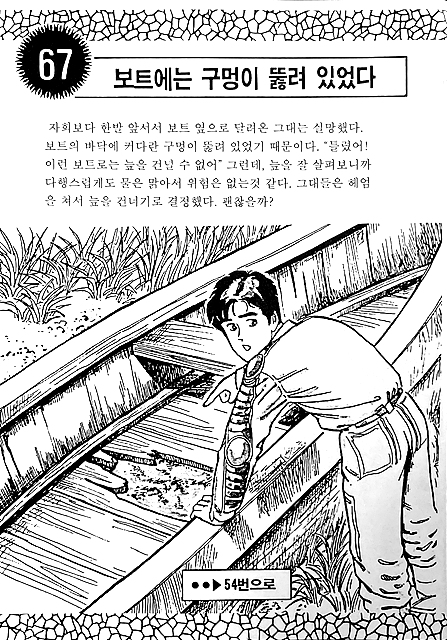 67
보트에는 구멍이 뚫려 있었다
자희보다 한발 앞서서 보트 옆으로 달려온 그대는 실망했다.
보트의 바닥에 커다란 구멍이 뚫려 있었기 때문이다. “틀렸어!
이런 보트로는 늪을 건널 수 없어” 그런데, 늪을 잘 살펴보니까
다행스럽게도 물은 맑아서 위험은 없는것 같다. 그대들은 헤엄
을 쳐서 늪을 건너기로 결정했다. 괜찮을까?
••▶54번으로